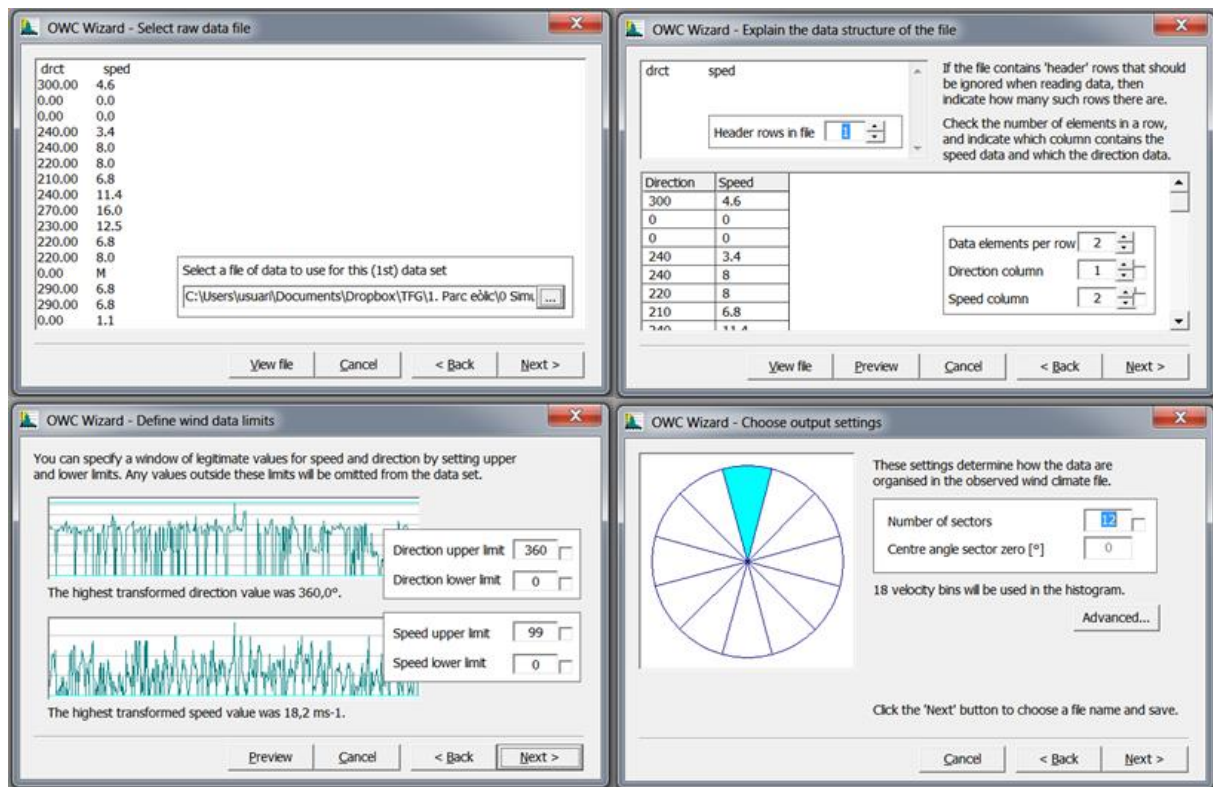 OWC Wizard - Select raw data file
drct sped
300.00 4.6
0.00 0.0
0.00 0.0
240.00 3.4
240.00 8.0
220.00 8.0
210.00 6.8
240.00 11.4
270.00 16.0
230.00 12.5
220.00 6.8
220.00 8.0
0.00 M
290.00 6.8
290.00 6.8
0.00 1.1
Select a file of data to use for this (1st) data set
C:\Users\usuari\Documents\Dropbox\TFG\1. Parc eòlic\0 Simu ...
View file Cancel < Back Next >
OWC Wizard - Explain the data structure of the file
drct sped
Header rows in file 1
If the file contains 'header' rows that should
be ignored when reading data, then
indicate how many such rows there are.
Check the number of elements in a row,
and indicate which column contains the
speed data and which the direction data.
Direction Speed
300 4.6
0 0
0 0
240 3.4
240 8
220 8
210 6.8
240 11.4
Data elements per row 2
Direction column 1
Speed column 2
View file Preview Cancel < Back Next >
OWC Wizard - Define wind data limits
You can specify a window of legitimate values for speed and direction by setting upper
and lower limits. Any values outside these limits will be omitted from the data set.
Direction upper limit 360
Direction lower limit 0
The highest transformed direction value was 360,0°.
Speed upper limit 99
Speed lower limit 0
The highest transformed speed value was 18,2 ms-1.
Preview Cancel < Back Next >
OWC Wizard - Choose output settings
These settings determine how the data are
organised in the observed wind climate file.
Number of sectors 12
Centre angle sector zero [°] 0
18 velocity bins will be used in the histogram.
Advanced...
Click the 'Next' button to choose a file name and save.
Cancel < Back Next >